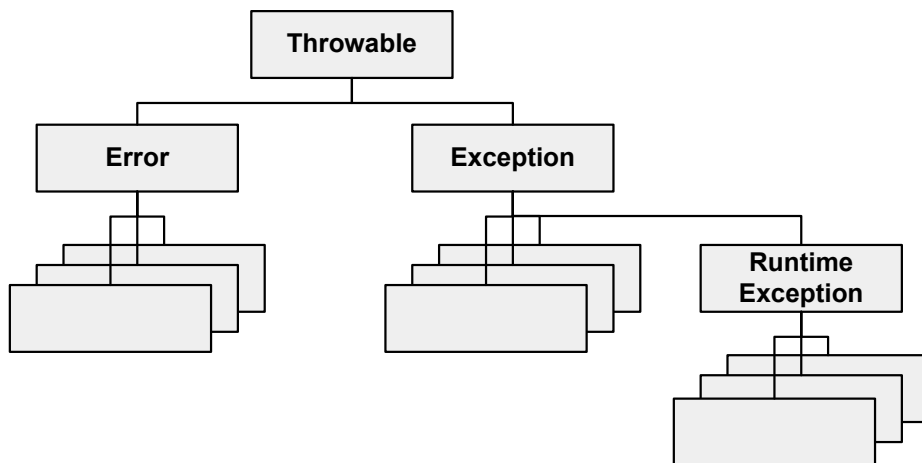 Throwable
Error
Exception
Runtime
Exception